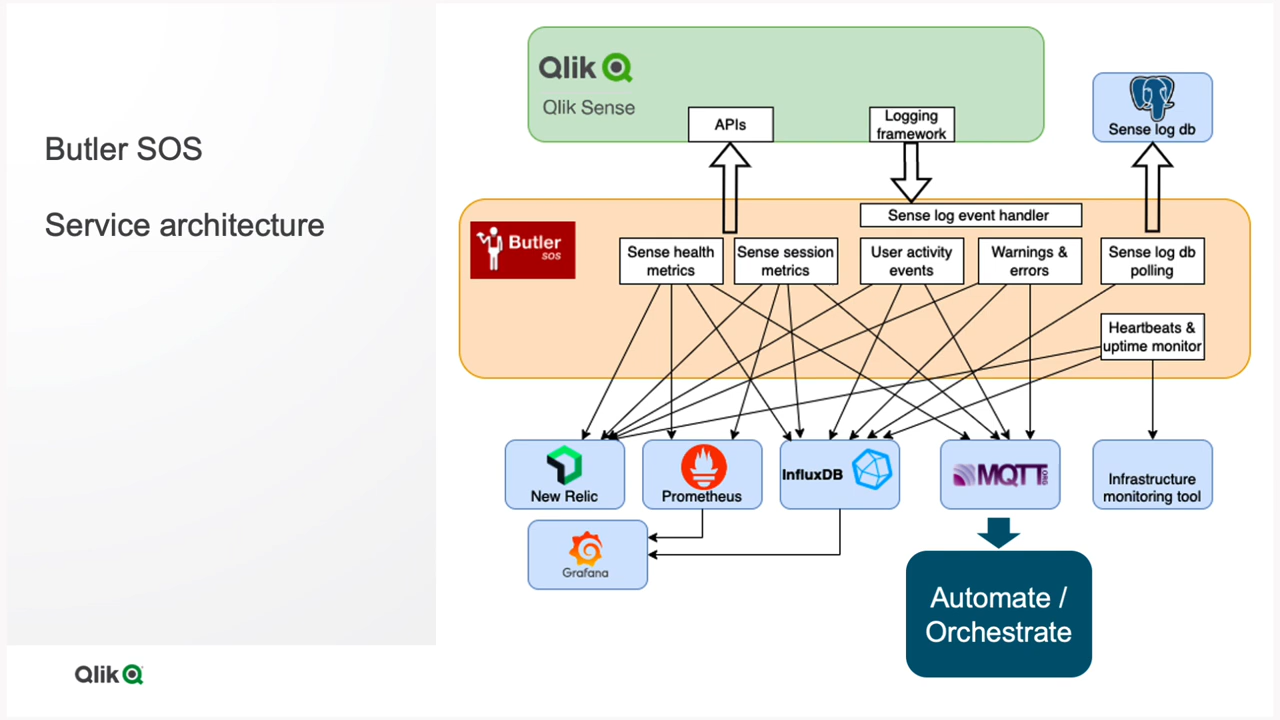 Butler SOS
Service architecture
Qlik
Qlik Sense
APIs
Logging
framework
Sense log db
Butler
SOS
Sense log event handler
Sense health
metrics
Sense session
metrics
User activity
events
Warnings &
errors
Sense log db
polling
Heartbeats &
uptime monitor
New Relic
Prometheus
InfluxDB
MQTT
.ORG
Infrastructure
monitoring tool
Grafana
Automate /
Orchestrate
Qlik